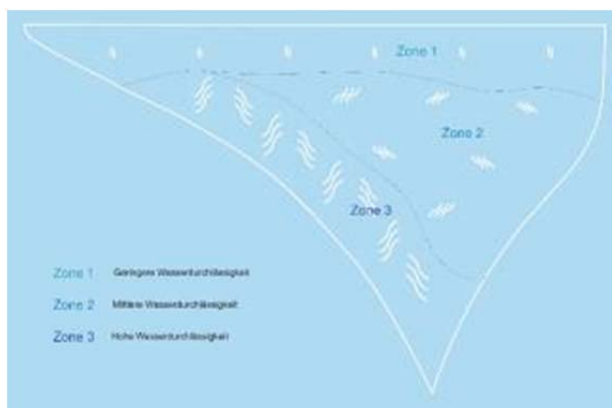 Zone 1
Zone 2
Zone 3
Zone 1 Geringere Wasserdurchlässigkeit
Zone 2 Mittlere Wasserdurchlässigkeit
Zone 3 Hohe Wasserdurchlässigkeit